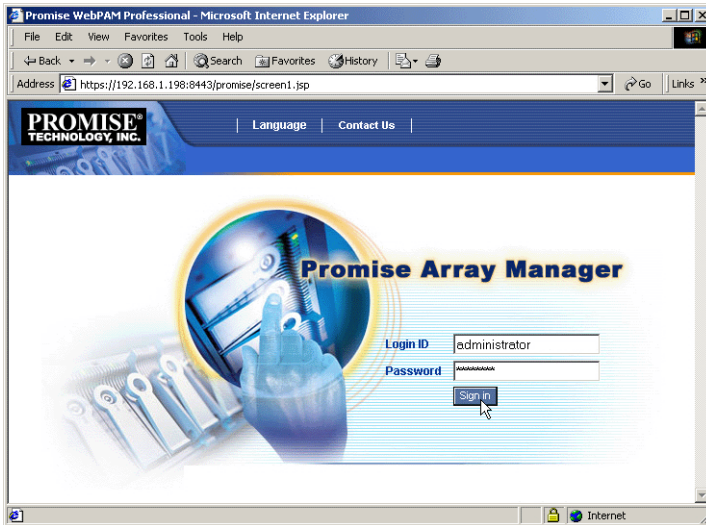 Promise WebPAM Professional - Microsoft Internet Explorer
File Edit View Favorites Tools Help
Back Search Favorites History
Address https://192.168.1.198:8443/promise/screen1.jsp Go Links »
PROMISE®
TECHNOLOGY, INC.
| Language | Contact Us |
Promise Array Manager
Login ID administrator
Password ********
Sign in
Internet